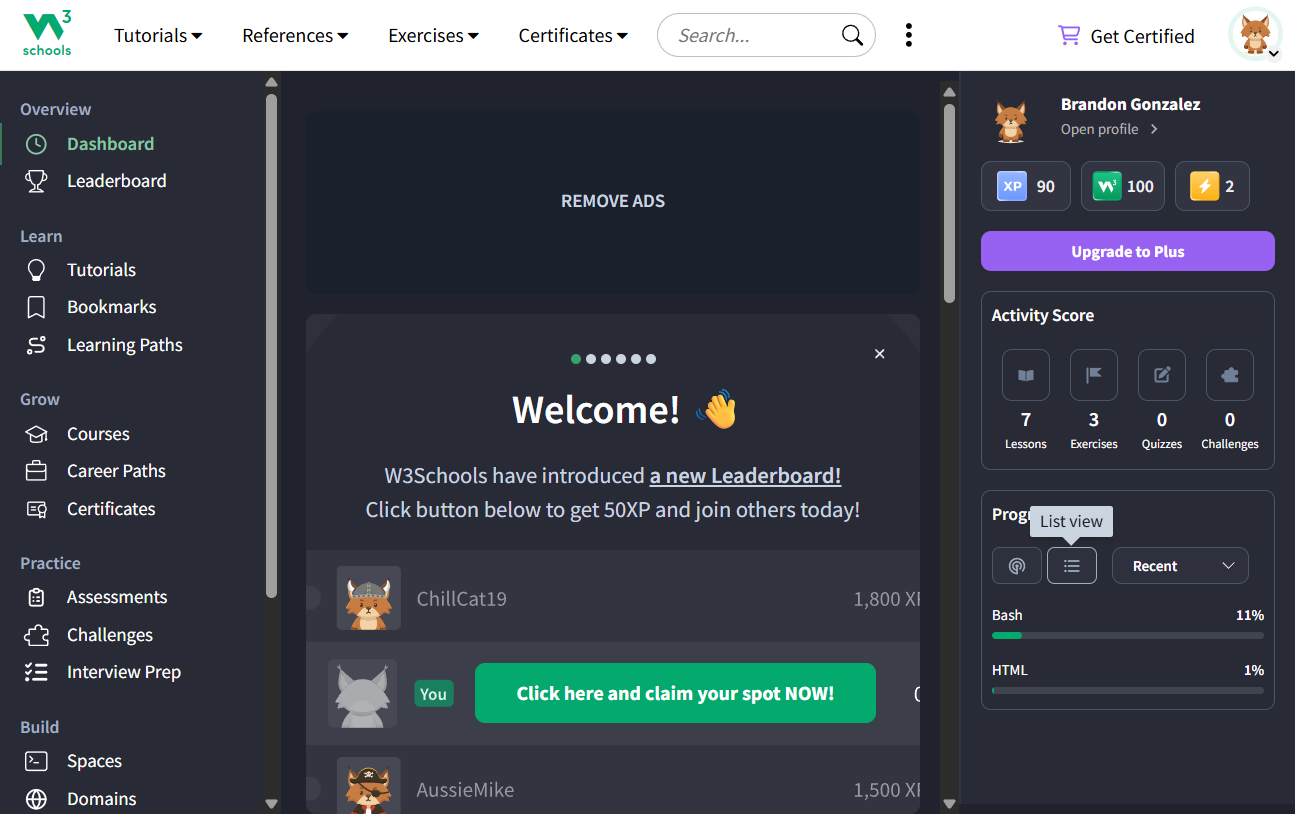 W3
schools
Tutorials
References
Exercises
Certificates
Search...
Get Certified
Overview
Dashboard
Leaderboard
Learn
Tutorials
Bookmarks
Learning Paths
Grow
Courses
Career Paths
Certificates
Practice
Assessments
Challenges
Interview Prep
Build
Spaces
Domains
REMOVE ADS
Welcome! 👋
W3Schools have introduced a new Leaderboard!
Click button below to get 50XP and join others today!
ChillCat19 1,800 XP
You Click here and claim your spot NOW!
AussieMike 1,500 XP
Brandon Gonzalez
Open profile
XP 90 W3 100 2
Upgrade to Plus
Activity Score
7 3 0 0
Lessons Exercises Quizzes Challenges
Progr
List view
Recent
Bash 11%
HTML 1%